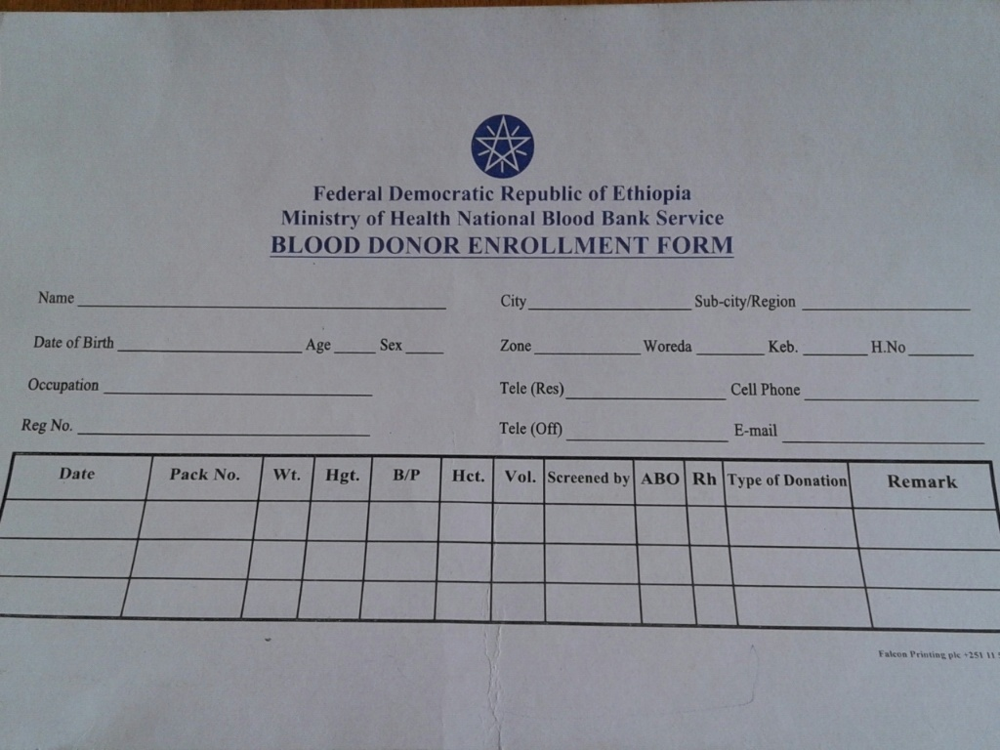 Federal Democratic Republic of Ethiopia
Ministry of Health National Blood Bank Service
BLOOD DONOR ENROLLMENT FORM
Name City Sub-city/Region
Date of Birth Age Sex Zone Woreda Keb. H.No
Occupation Tele (Res) Cell Phone
Reg No. Tele (Off) E-mail
Date Pack No. Wt. Hgt. B/P Hct. Vol. Screened by ABO Rh Type of Donation Remark
Falcon Printing plc +251 11